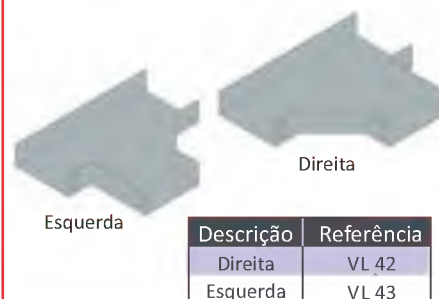 Direita
Esquerda
Descrição Referência
Direita VL 42
Esquerda VL 43